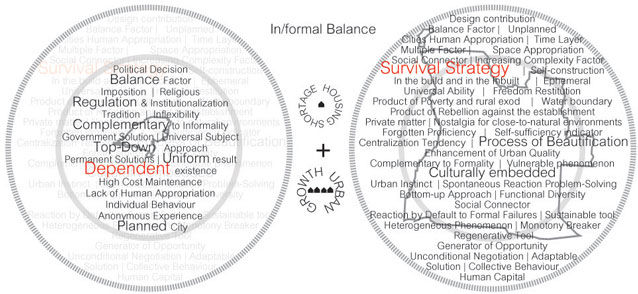 In/formal Balance
Political Decision
Balance Factor
Imposition | Religious
Regulation & Institutionalization
Tradition | Inflexibility
Complementary to Informality
Government Solution | Universal Subject
Top-Down Approach
Permanent Solutions | Uniform result
Dependent existence
High Cost Maintenance
Lack of Human Appropriation
Individual Behaviour
Anonymous Experience
Planned City
HOUSING SHORTAGE
+
URBAN GROWTH
Design contribution
Balance Factor | Unplanned
Cities Human Appropriation | Time Layer
Multiple Factor | Space Appropriation
Social Connector | Increasing Complexity Factor
Survival Strategy | Self-construction
In the build and in the Inbuilt | Ephemeral
Universal Ability | Freedom Restitution
Product of Poverty and rural exod | Water boundary
Product of Rebellion against the establishment
Private mem | Nostalgia for close-to-natural environments
Forgotten Proficiency | Self-sufficiency indicator
Centralization Tendency | Process of Beautification
Enhancement of Urban Quality
Complementary to Formality | Vulnerable phenomenon
Culturally embedded
Urban Instinct | Spontaneous Reaction Problem-Solving
Bottom-up Approach | Functional Diversity
Social Connector
Reaction by Default to Formal Failures | Sustainable tool
Heterogeneous Phenomenon | Monotony Breaker
Regenerative Tool
Generator of Opportunity
Unconditional Negotiation | Adaptable
Solution | Collective Behaviour
Human Capital